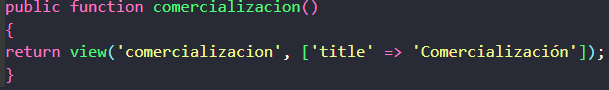 public function comercializacion()
{
return view('comercializacion', ['title' => 'Comercialización']);
}